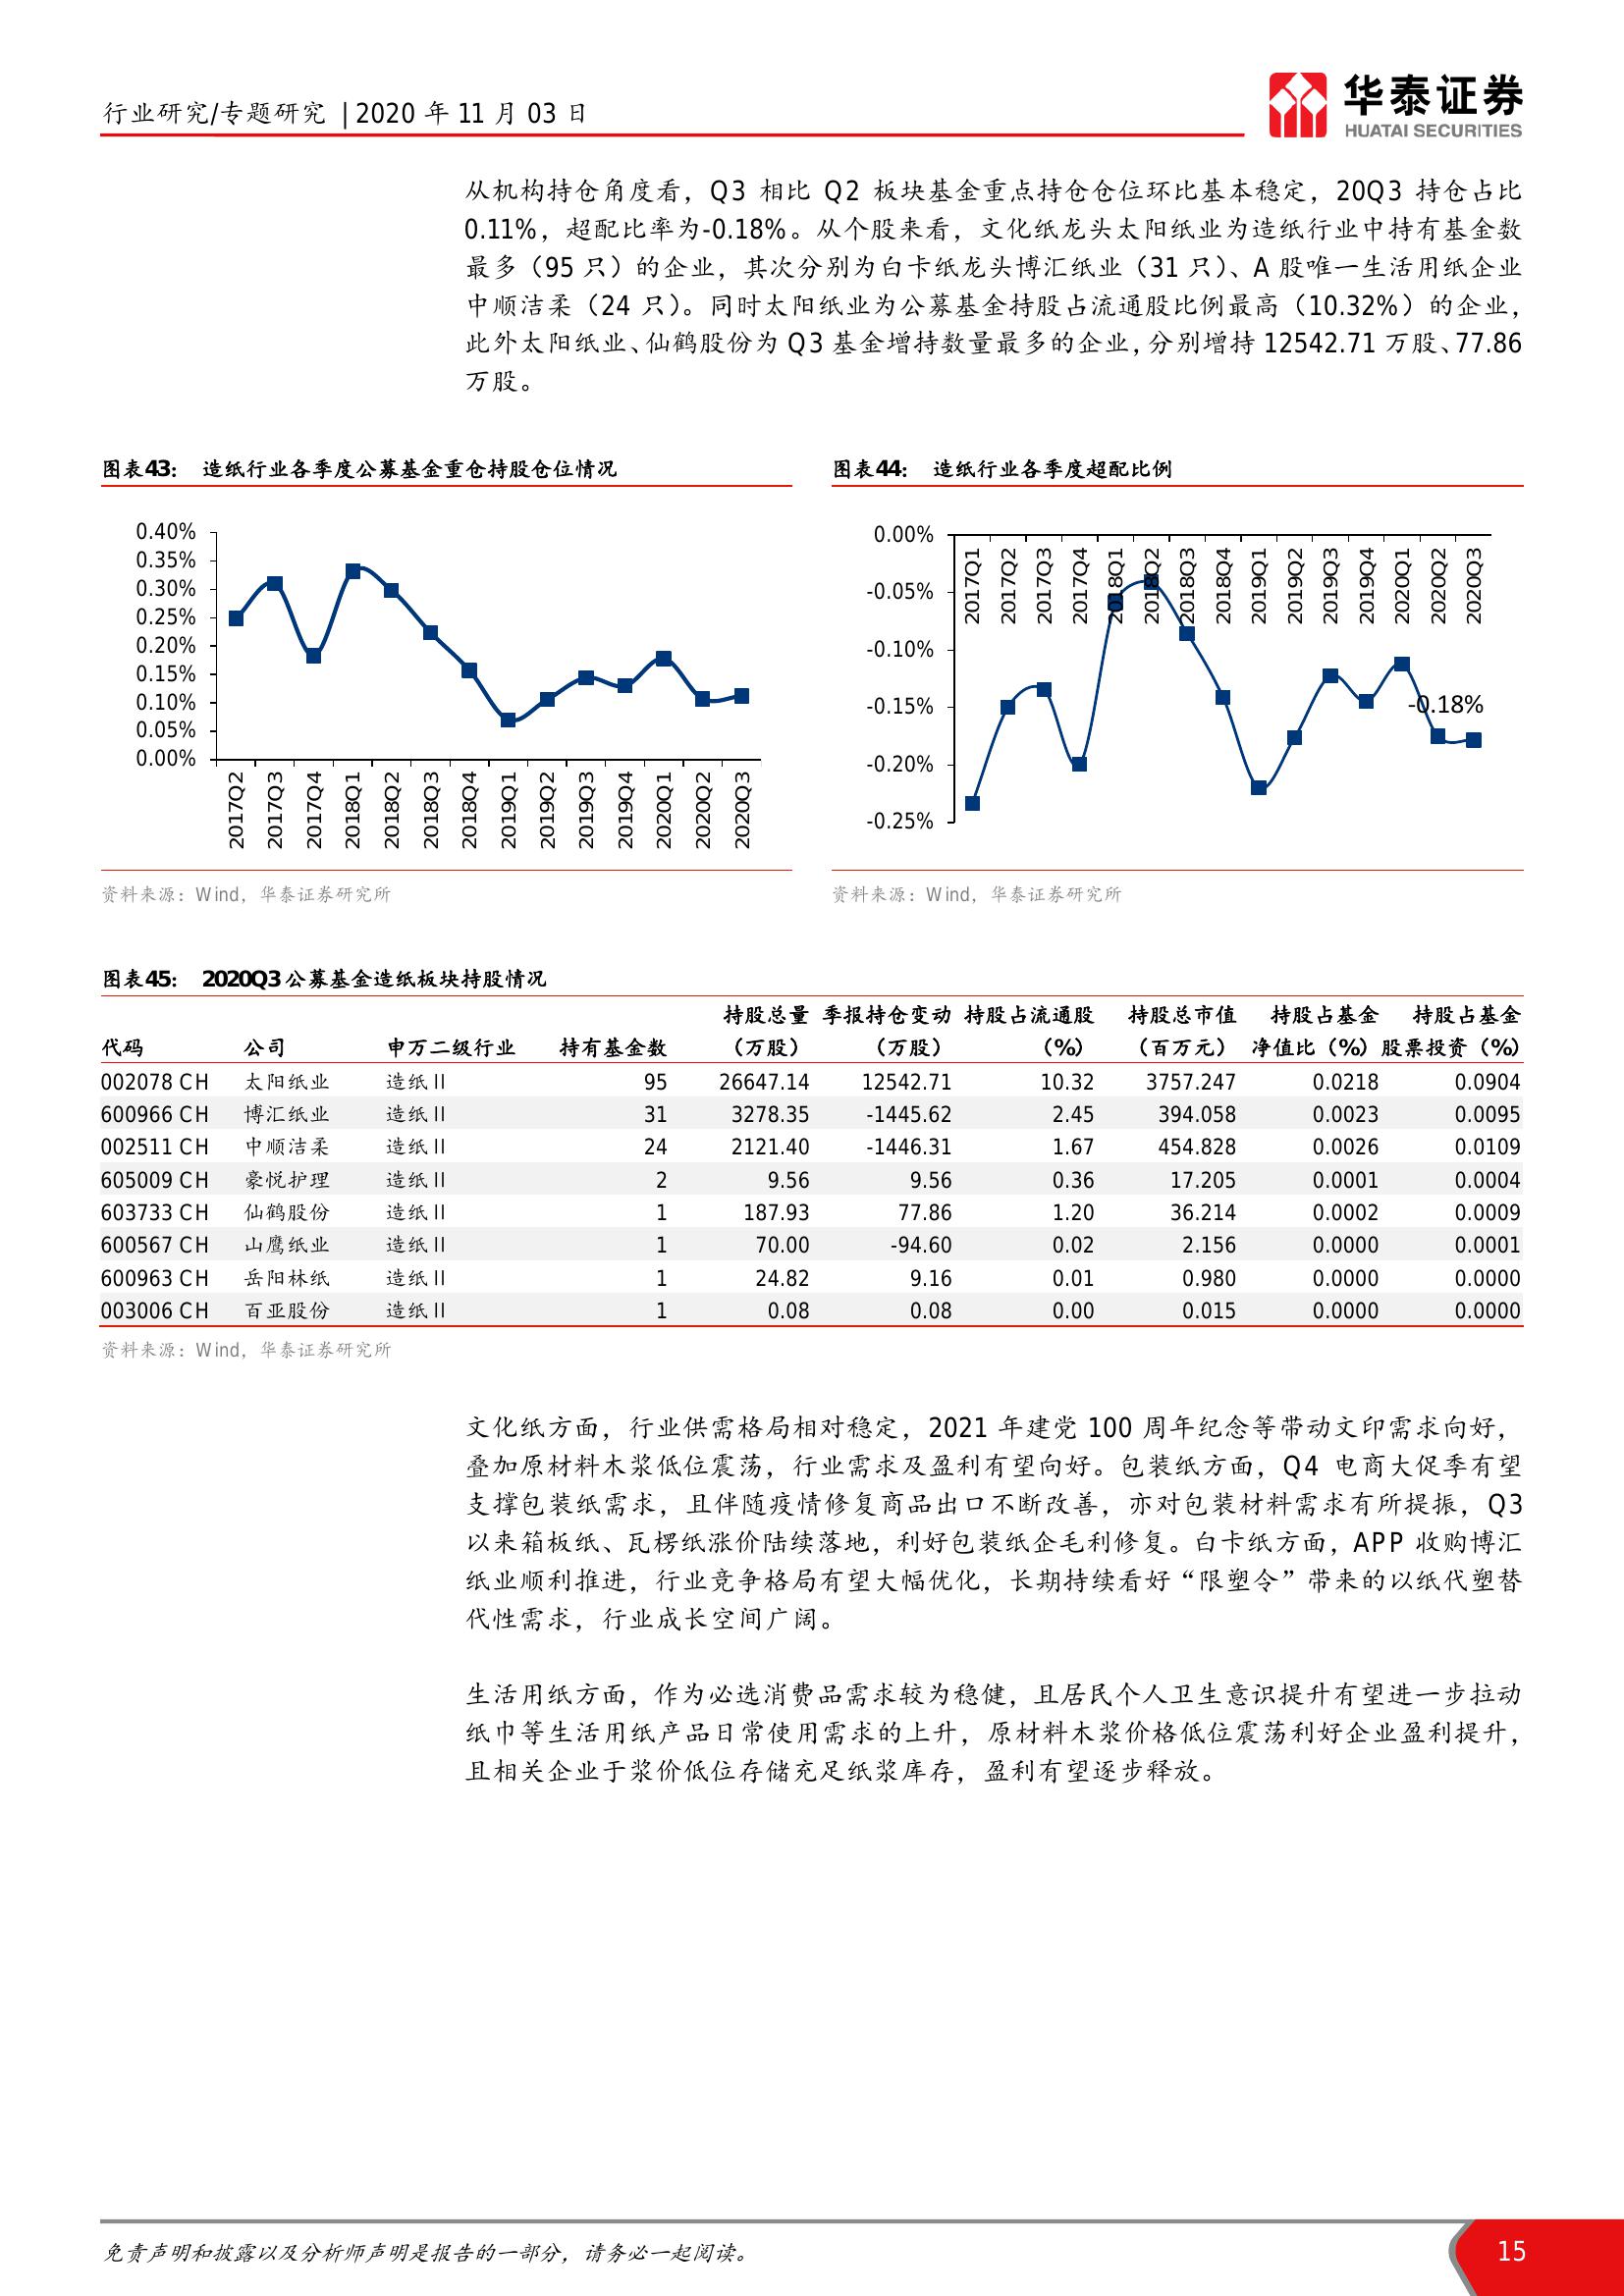 行业研究/专题研究 | 2020 年 11 月 03 日
华泰证券
HUATAI SECURITIES
从机构持仓角度看，Q3 相比 Q2 板块基金重点持仓仓位环比基本稳定，20Q3 持仓占比
0.11%，超配比率为-0.18%。从个股来看，文化纸龙头太阳纸业为造纸行业中持有基金数
最多（95 只）的企业，其次分别为白卡纸龙头博汇纸业（31 只）、A 股唯一生活用纸企业
中顺洁柔（24 只）。同时太阳纸业为公募基金持股占流通股比例最高（10.32%）的企业，
此外太阳纸业、仙鹤股份为 Q3 基金增持数量最多的企业，分别增持 12542.71 万股、77.86
万股。
图表43： 造纸行业各季度公募基金重仓持股仓位情况
0.40%
0.35%
0.30%
0.25%
0.20%
0.15%
0.10%
0.05%
0.00%
2017Q2 2017Q3 2017Q4 2018Q1 2018Q2 2018Q3 2018Q4 2019Q1 2019Q2 2019Q3 2019Q4 2020Q1 2020Q2 2020Q3
资料来源：Wind，华泰证券研究所
图表44： 造纸行业各季度超配比例
0.00%
-0.05%
-0.10%
-0.15%
-0.20%
-0.25%
2017Q1 2017Q2 2017Q3 2017Q4 2018Q1 2018Q2 2018Q3 2018Q4 2019Q1 2019Q2 2019Q3 2019Q4 2020Q1 2020Q2 2020Q3
-0.18%
资料来源：Wind，华泰证券研究所
图表45： 2020Q3 公募基金造纸板块持股情况
持股总量 季报持仓变动 持股占流通股 持股总市值 持股占基金 持股占基金
代码 公司 申万二级行业 持有基金数 （万股） （万股） （%） （百万元） 净值比（%） 股票投资（%）
002078 CH 太阳纸业 造纸Ⅱ 95 26647.14 12542.71 10.32 3757.247 0.0218 0.0904
600966 CH 博汇纸业 造纸Ⅱ 31 3278.35 -1445.62 2.45 394.058 0.0023 0.0095
002511 CH 中顺洁柔 造纸Ⅱ 24 2121.40 -1446.31 1.67 454.828 0.0026 0.0109
605009 CH 豪悦护理 造纸Ⅱ 2 9.56 9.56 0.36 17.205 0.0001 0.0004
603733 CH 仙鹤股份 造纸Ⅱ 1 187.93 77.86 1.20 36.214 0.0002 0.0009
600567 CH 山鹰纸业 造纸Ⅱ 1 70.00 -94.60 0.02 2.156 0.0000 0.0001
600963 CH 岳阳林纸 造纸Ⅱ 1 24.82 9.16 0.01 0.980 0.0000 0.0000
003006 CH 百亚股份 造纸Ⅱ 1 0.08 0.08 0.00 0.015 0.0000 0.0000
资料来源：Wind，华泰证券研究所
文化纸方面，行业供需格局相对稳定，2021 年建党 100 周年纪念等带动文印需求向好，
叠加原材料木浆低位震荡，行业需求及盈利有望向好。包装纸方面，Q4 电商大促季有望
支撑包装纸需求，且伴随疫情修复商品出口不断改善，亦对包装材料需求有所提振，Q3
以来箱板纸、瓦楞纸涨价陆续落地，利好包装纸企毛利修复。白卡纸方面，APP 收购博汇
纸业顺利推进，行业竞争格局有望大幅优化，长期持续看好“限塑令”带来的以纸代塑替
代性需求，行业成长空间广阔。
生活用纸方面，作为必选消费品需求较为稳健，且居民个人卫生意识提升有望进一步拉动
纸巾等生活用纸产品日常使用需求的上升，原材料木浆价格低位震荡利好企业盈利提升，
且相关企业于浆价低位存储充足纸浆库存，盈利有望逐步释放。
免责声明和披露以及分析师声明是报告的一部分，请务必一起阅读。
15